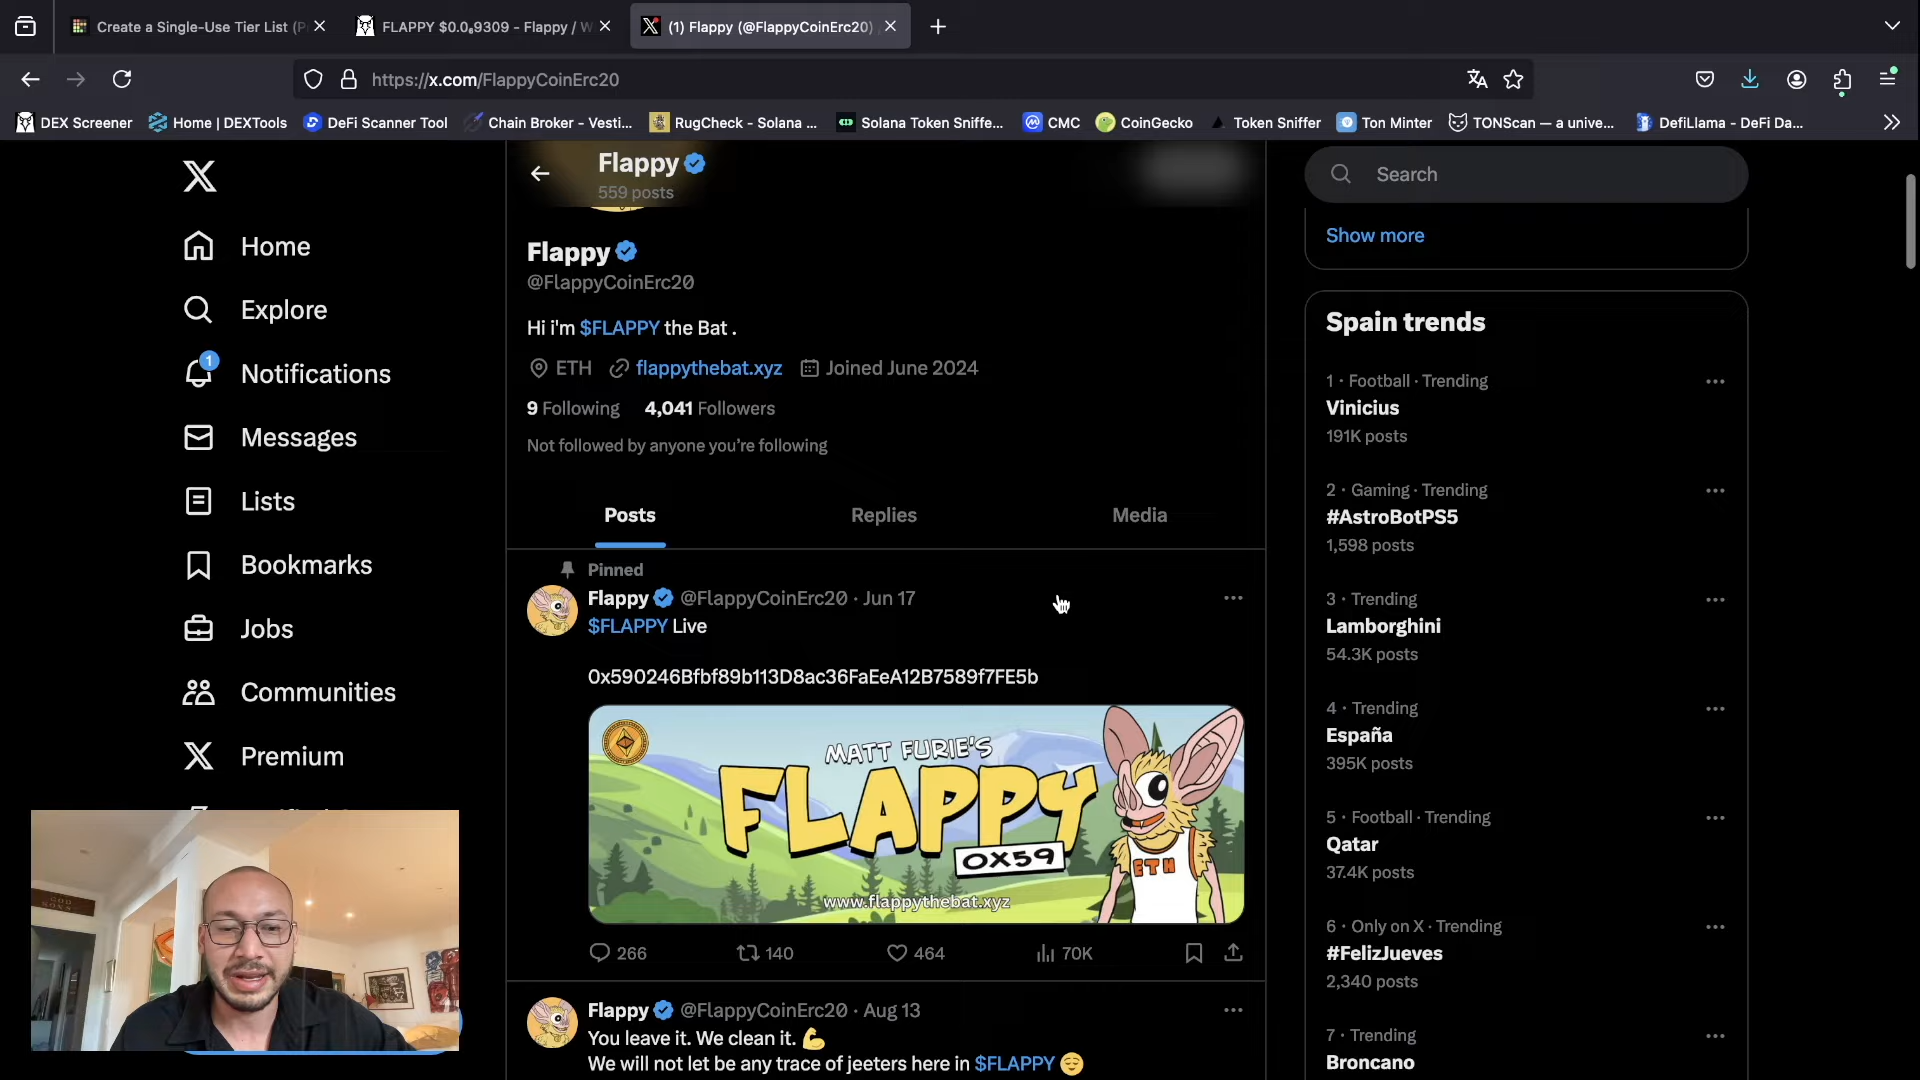 Create a Single-Use Tier List (P
FLAPPY $0.0₆9309 - Flappy / W
(1) Flappy (@FlappyCoinErc20)
https://x.com/FlappyCoinErc20
DEX Screener
Home | DEXTools
DeFi Scanner Tool
Chain Broker - Vesti...
RugCheck - Solana ...
Solana Token Sniffe...
CMC
CoinGecko
Token Sniffer
Ton Minter
TONScan — a unive...
DefiLlama - DeFi Da...
Home
Explore
1
Notifications
Messages
Lists
Bookmarks
Jobs
Communities
Premium
Flappy
559 posts
Flappy
@FlappyCoinErc20
Hi i'm $FLAPPY the Bat .
ETH flappythebat.xyz Joined June 2024
9 Following 4,041 Followers
Not followed by anyone you're following
Posts Replies Media
Pinned
Flappy @FlappyCoinErc20 · Jun 17
$FLAPPY Live
0x590246Bfbf89b113D8ac36FaEeA12B7589f7FE5b
MATT FURIE'S
FLAPPY
0X59
ETH
www.flappythebat.xyz
266 140 464 70K
Flappy @FlappyCoinErc20 · Aug 13
You leave it. We clean it. 💪
We will not let be any trace of jeeters here in $FLAPPY 😌
Search
Show more
Spain trends
1 · Football · Trending
Vinicius
191K posts
2 · Gaming · Trending
#AstroBotPS5
1,598 posts
3 · Trending
Lamborghini
54.3K posts
4 · Trending
España
395K posts
5 · Football · Trending
Qatar
37.4K posts
6 · Only on X · Trending
#FelizJueves
2,340 posts
7 · Trending
Broncano